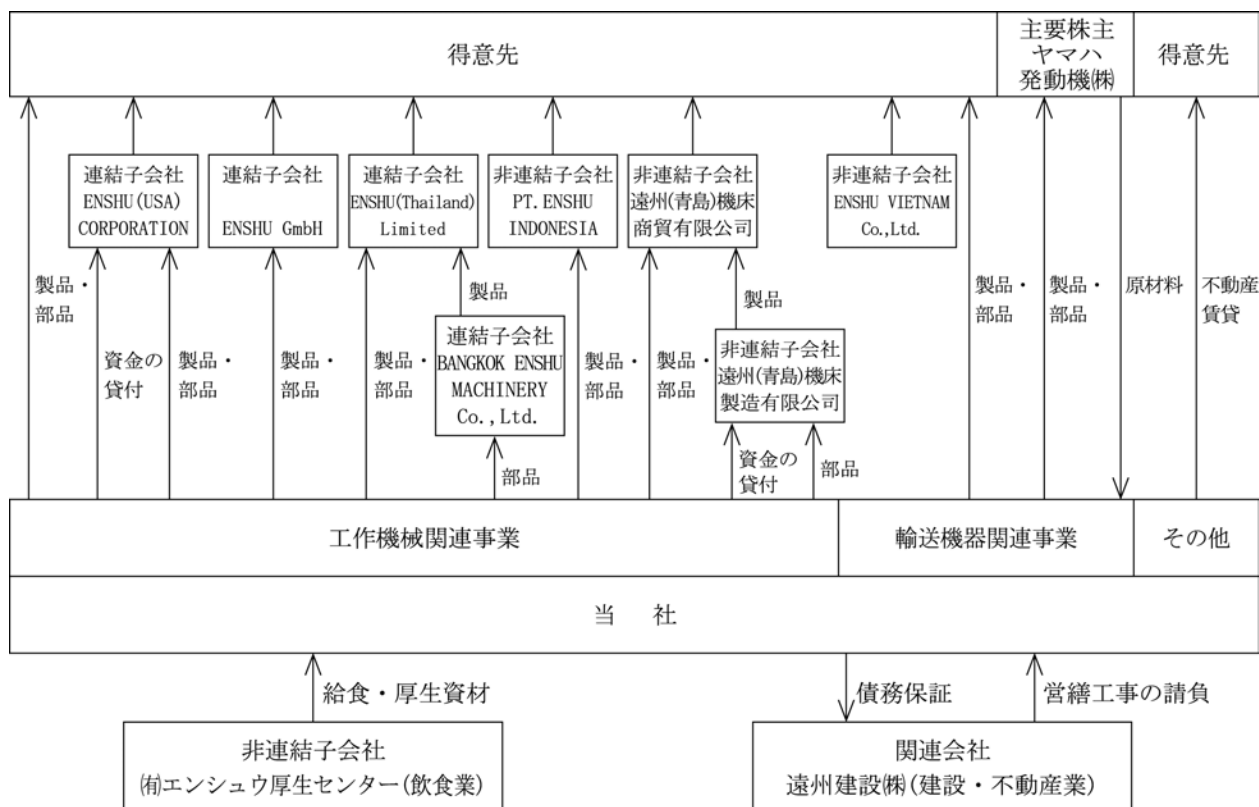 得意先
主要株主
ヤマハ
発動機㈱
得意先
連結子会社
ENSHU(USA)
CORPORATION
連結子会社
ENSHU GmbH
連結子会社
ENSHU(Thailand)
Limited
非連結子会社
PT.ENSHU
INDONESIA
非連結子会社
遠州(青島)機床
商貿有限公司
非連結子会社
ENSHU VIETNAM
Co.,Ltd.
製品・
部品
資金の
貸付
製品・
部品
製品・
部品
製品・
部品
製品
連結子会社
BANGKOK ENSHU
MACHINERY
Co.,Ltd.
部品
製品・
部品
製品・
部品
製品
非連結子会社
遠州(青島)機床
製造有限公司
資金の
貸付
部品
製品・
部品
製品・
部品
原材料
不動産
賃貸
工作機械関連事業
輸送機器関連事業
その他
当 社
給食・厚生資材
債務保証
営繕工事の請負
非連結子会社
㈲エンシュウ厚生センター(飲食業)
関連会社
遠州建設㈱(建設・不動産業)